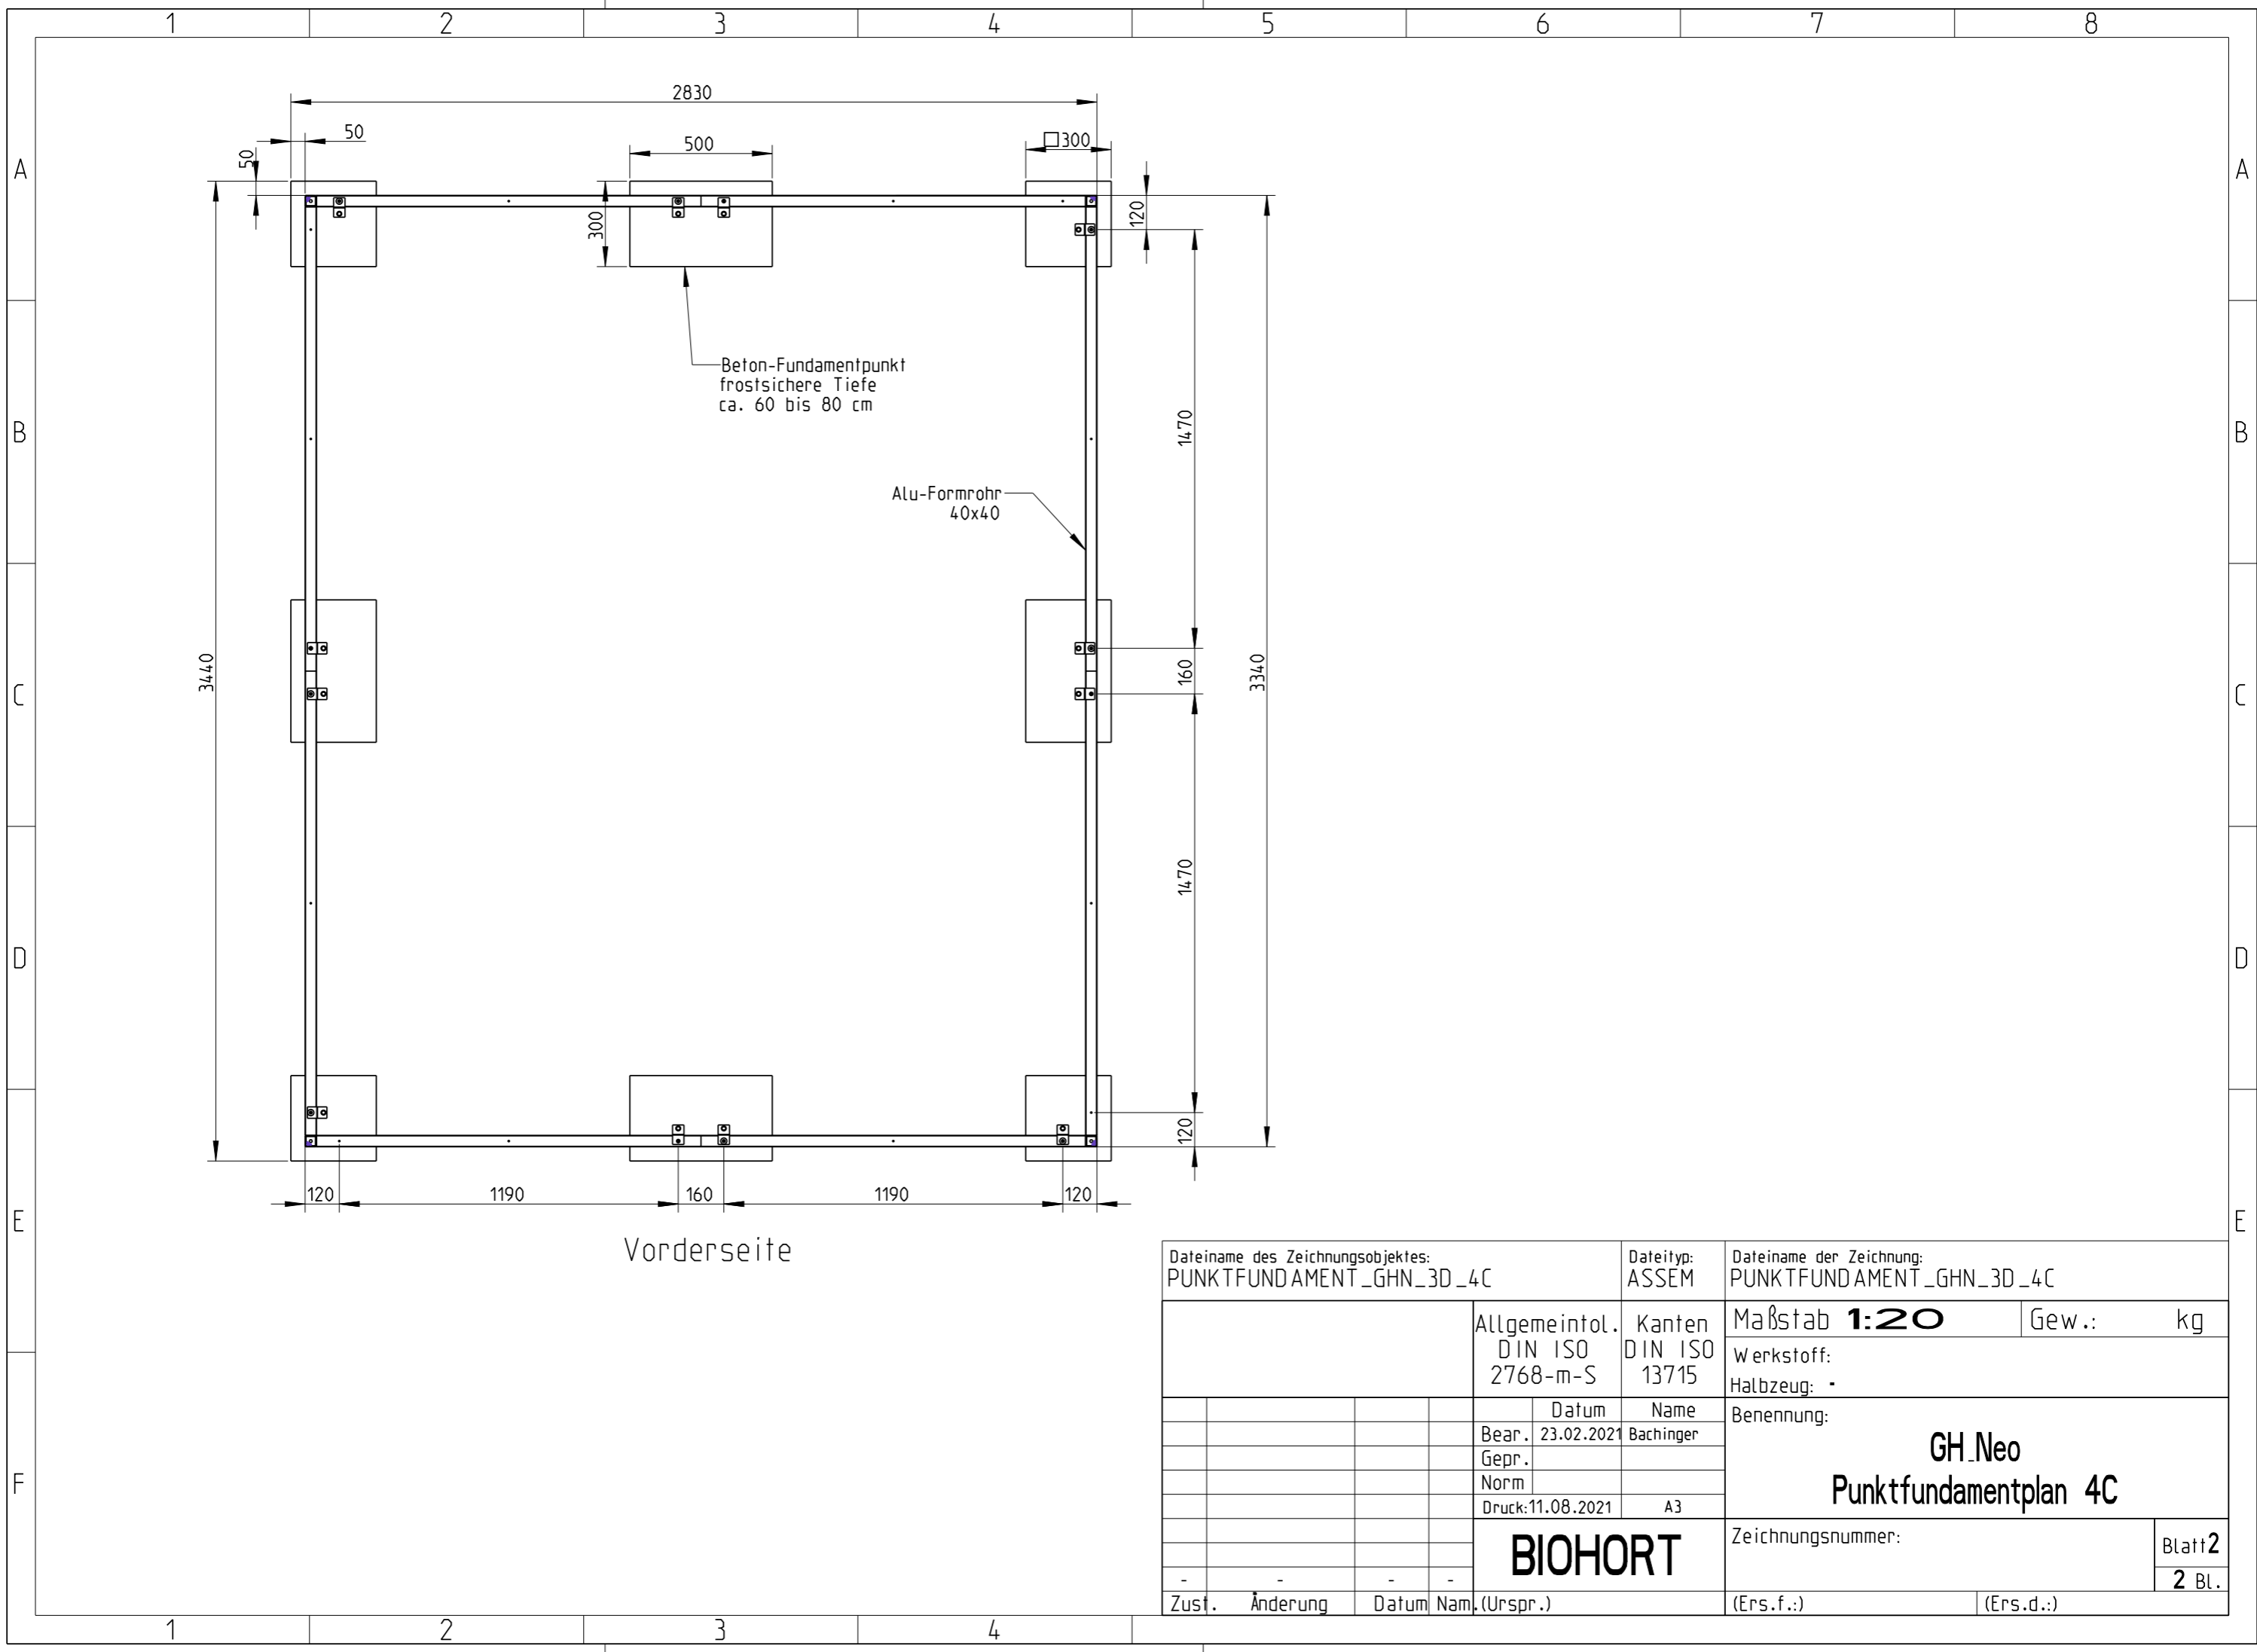 1 2 3 4 5 6 7 8
2830
50
500
□300
50
A A
300
120
Beton-Fundamentpunkt
frostsichere Tiefe
ca. 60 bis 80 cm
1470
B B
Alu-Formrohr
40x40
3440
160
3340
C C
1470
D D
120
120 1190 160 1190 120
E E
Vorderseite
Dateiname des Zeichnungsobjektes:
PUNKTFUNDAMENT_GHN_3D_4C
Dateityp:
ASSEM
Dateiname der Zeichnung:
PUNKTFUNDAMENT_GHN_3D_4C
Allgemeintol.
DIN ISO
2768-m-S
Kanten
DIN ISO
13715
Maßstab 1:20
Gew.: kg
Werkstoff:
Halbzeug: -
Datum Name
Bear. 23.02.2021 Bachinger
Gepr.
Norm
Druck:11.08.2021 A3
Benennung:
GH_Neo
Punktfundamentplan 4C
F F
BIOHORT
Zeichnungsnummer:
Blatt2
2 Bl.
- - - -
Zust. Änderung Datum Nam. (Urspr.) (Ers.f.:) (Ers.d.:)
1 2 3 4